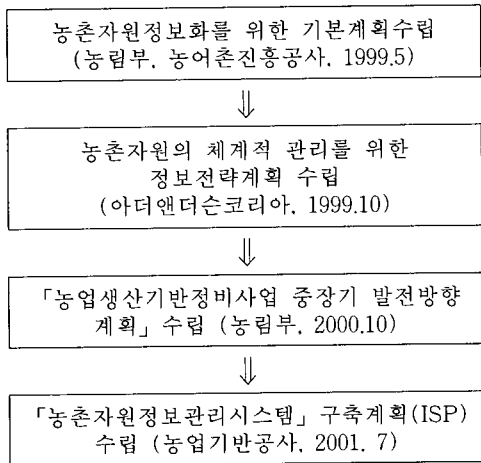 농촌자원정보화를 위한 기본계획수립
(농림부, 농어촌진흥공사, 1999.5)
⇓
농촌자원의 체계적 관리를 위한
정보전략계획 수립
(아더앤더슨코리아, 1999.10)
⇓
「농업생산기반정비사업 중장기 발전방향
계획」 수립 (농림부, 2000.10)
⇓
「농촌자원정보관리시스템」 구축계획(ISP)
수립 (농업기반공사, 2001. 7)